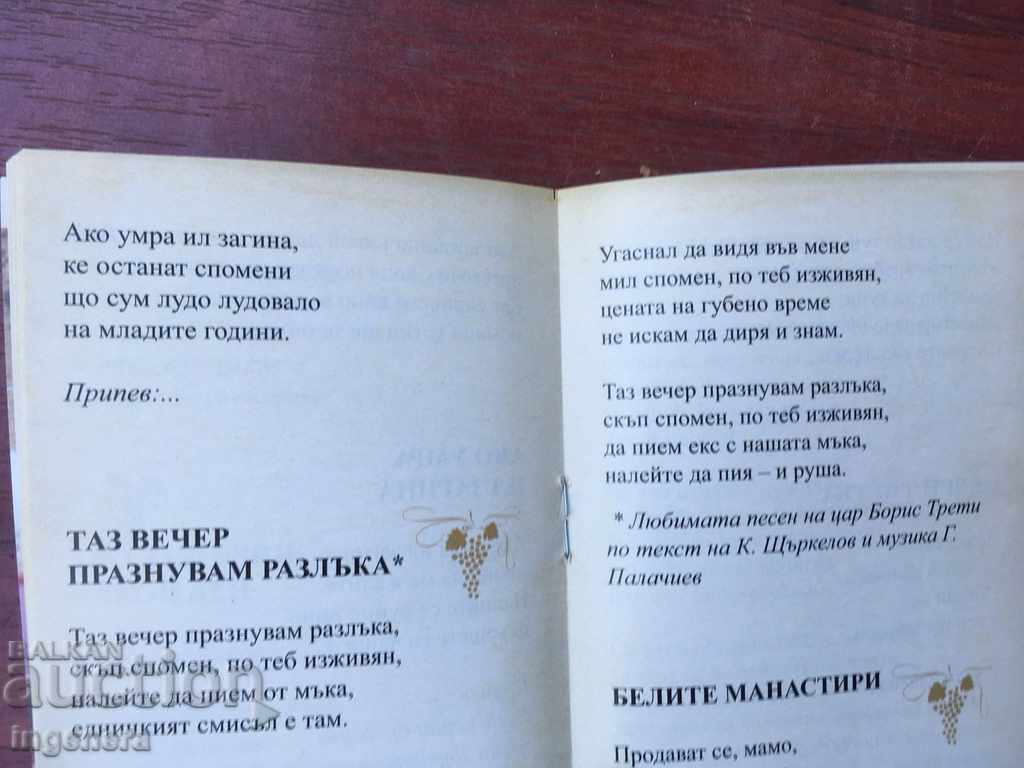 Ако умра ил загина,
ке останат спомени
що сум лудо лудовало
на младите години.
Припев:...
ТАЗ ВЕЧЕР
ПРАЗНУВАМ РАЗЛЪКА*
Таз вечер празнувам разлъка,
скъп спомен, по теб изживян,
налейте да пием от мъка,
едничкият смисъл е там.
Угаснал да видя във мене
мил спомен, по теб изживян,
цената на губено време
не искам да диря и знам.
Таз вечер празнувам разлъка,
скъп спомен, по теб изживян,
да пием екс с нашата мъка,
налейте да пия – и руша.
* Любимата песен на цар Борис Трети
по текст на К. Щъркелов и музика Г.
Палачиев
БЕЛИТЕ МАНАСТИРИ
Продават се, мамо,
BALKAN
auction
ingenera